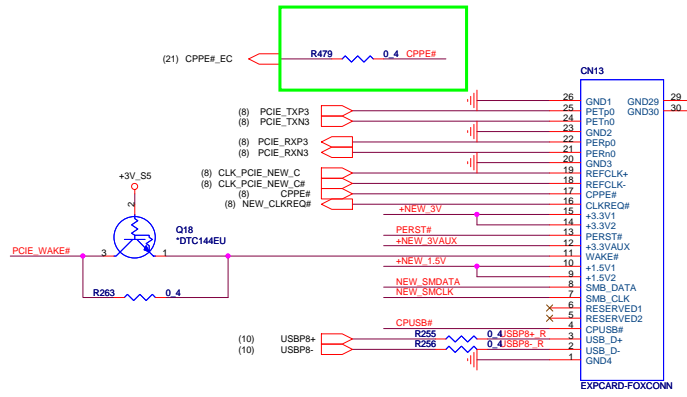 R479
(21) CPPE#_EC
0_4 CPPE#
CN13
26 GND1 GND29 29
(8) PCIE_TXP3 25 PETp0 GND30 30
(8) PCIE_TXN3 24 PETn0
23 GND2
(8) PCIE_RXP3 22 PERp0
(8) PCIE_RXN3 21 PERn0
20 GND3
(8) CLK_PCIE_NEW_C 19 REFCLK+
(8) CLK_PCIE_NEW_C# 18 REFCLK-
(8) CPPE# 17 CPPE#
(8) NEW_CLKREQ# 16 CLKREQ#
+NEW_3V 15 +3.3V1
14 +3.3V2
PERST# 13 PERST#
+NEW_3VAUX 12 +3.3VAUX
11 WAKE#
+NEW_1.5V 10 +1.5V1
9 +1.5V2
NEW_SMDATA 8 SMB_DATA
NEW_SMCLK 7 SMB_CLK
6 RESERVED1
5 RESERVED2
CPUSB# 4 CPUSB#
(10) USBP8+ R255 0_4 USBP8+_R 3 USB_D+
(10) USBP8- R256 0_4 USBP8-_R 2 USB_D-
1 GND4
EXPCARD-FOXCONN
+3V_S5
2
Q18
*DTC144EU
PCIE_WAKE# 3 1
R263 0_4